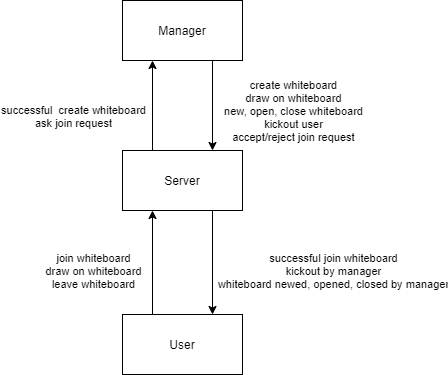 Manager
successful create whiteboard
ask join request
create whiteboard
draw on whiteboard
new, open, close whiteboard
kickout user
accept/reject join request
Server
join whiteboard
draw on whiteboard
leave whiteboard
successful join whiteboard
kickout by manager
whiteboard newed, opened, closed by manager
User